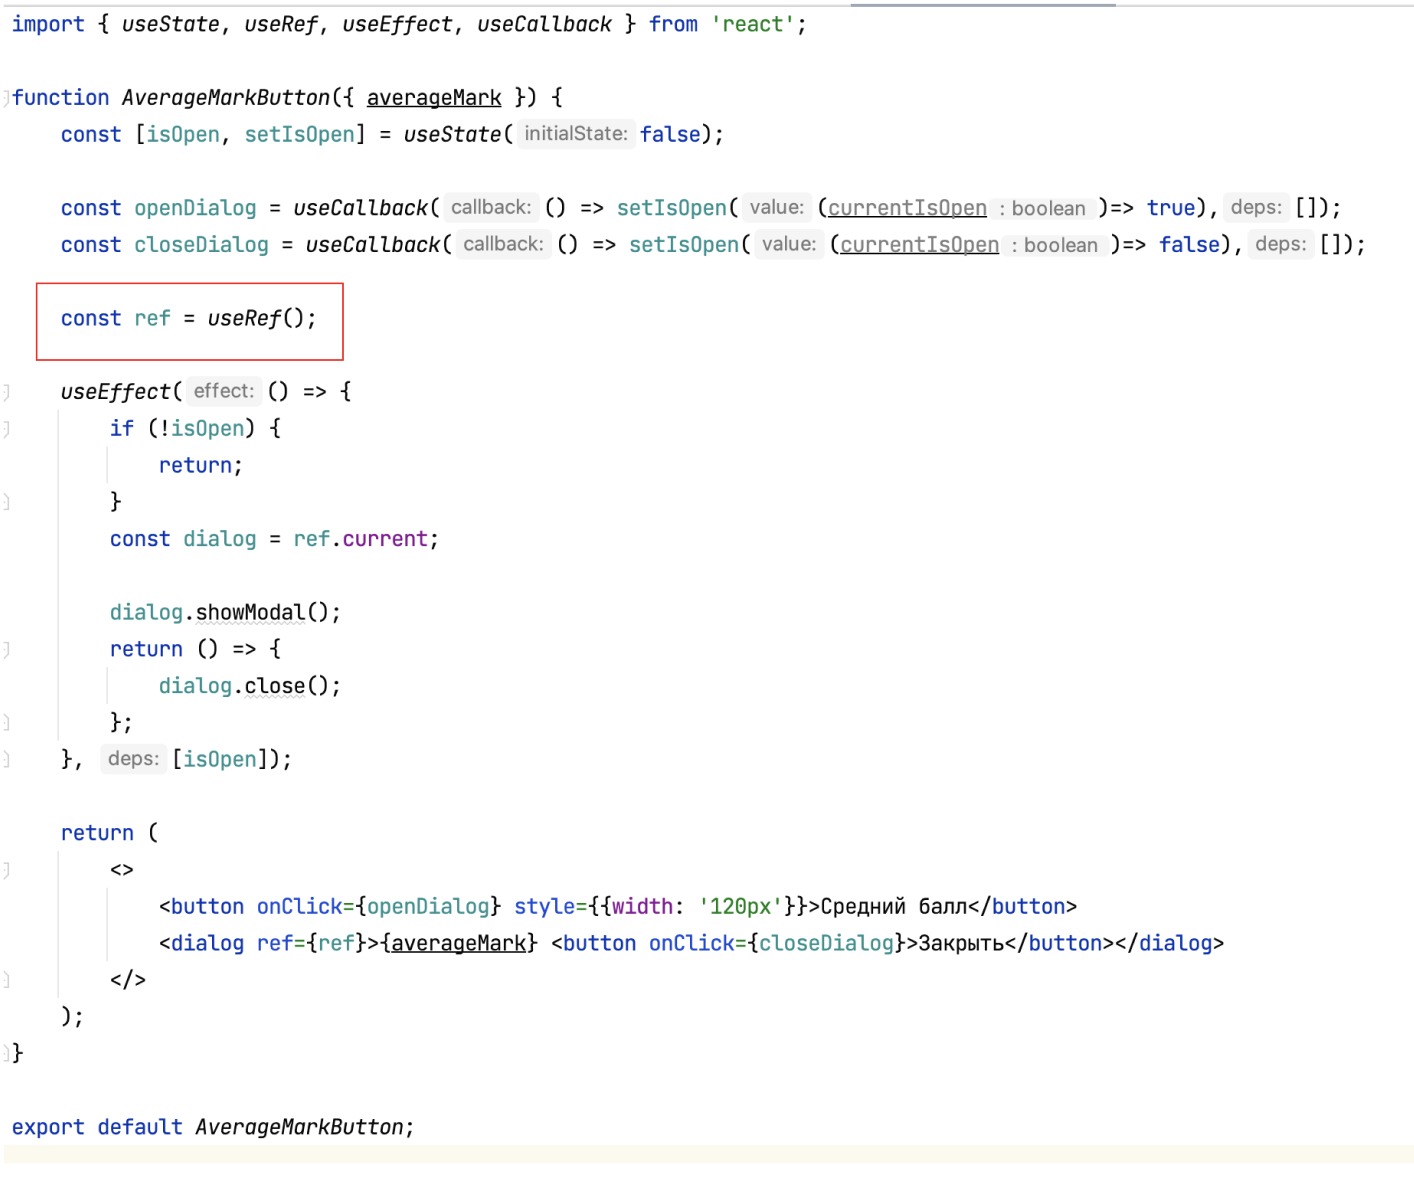 import { useState, useRef, useEffect, useCallback } from 'react';
function AverageMarkButton({ averageMark }) {
const [isOpen, setIsOpen] = useState( initialState: false);
const openDialog = useCallback( callback: () => setIsOpen( value: (currentIsOpen : boolean )=> true), deps: []);
const closeDialog = useCallback( callback: () => setIsOpen( value: (currentIsOpen : boolean )=> false), deps: []);
const ref = useRef();
useEffect( effect: () => {
if (!isOpen) {
return;
}
const dialog = ref.current;
dialog.showModal();
return () => {
dialog.close();
};
}, deps: [isOpen]);
return (
<>
<button onClick={openDialog} style={{width: '120px'}}>Средний балл</button>
<dialog ref={ref}>{averageMark} <button onClick={closeDialog}>Закрыть</button></dialog>
</>
);
}
export default AverageMarkButton;